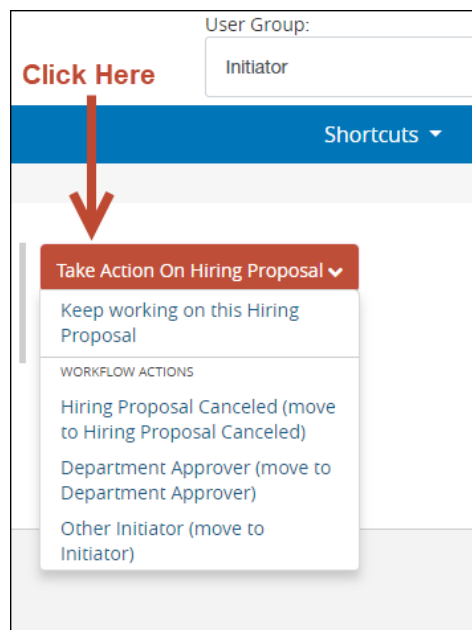 User Group:
Click Here
Initiator
Shortcuts
Take Action On Hiring Proposal
Keep working on this Hiring
Proposal
WORKFLOW ACTIONS
Hiring Proposal Canceled (move
to Hiring Proposal Canceled)
Department Approver (move to
Department Approver)
Other Initiator (move to
Initiator)